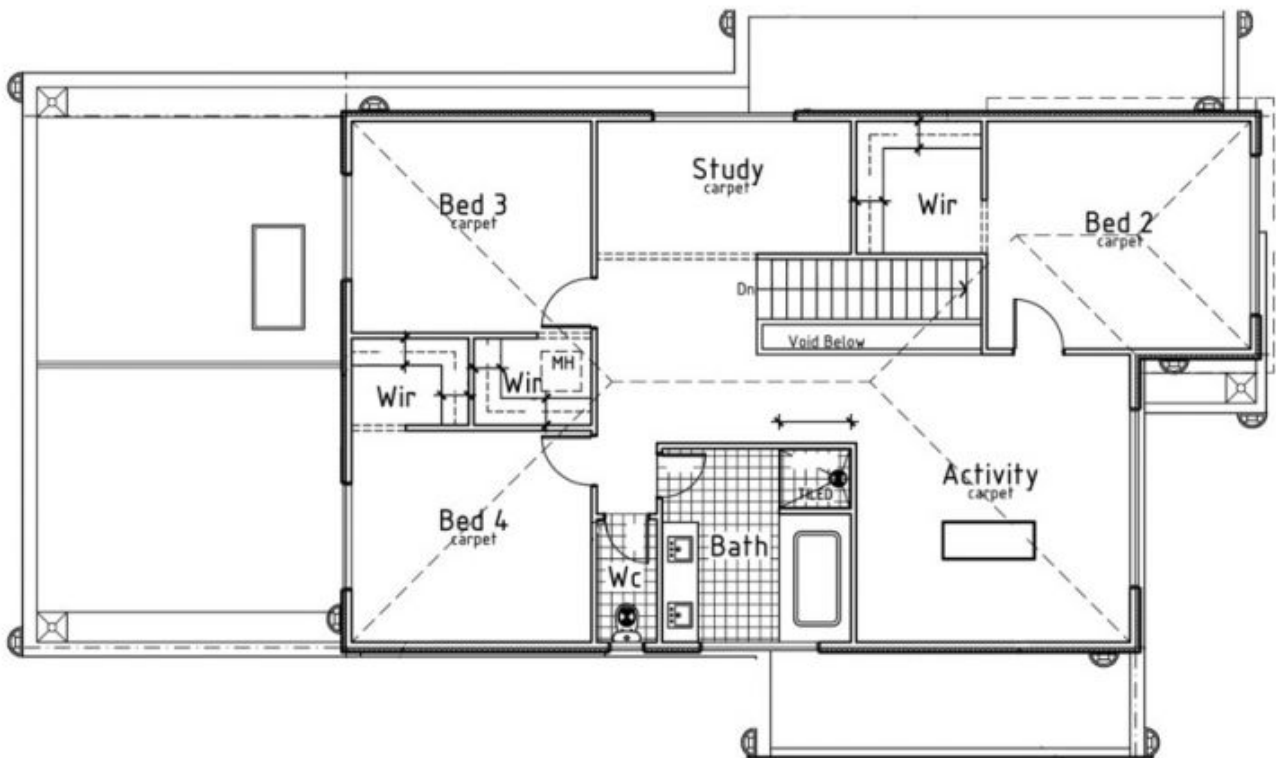 Study
carpet
Bed 3
carpet
Wir
Bed 2
carpet
Dn
Void Below
MH
Wir
Wir
Activity
carpet
TILED
Bed 4
carpet
Bath
Wc